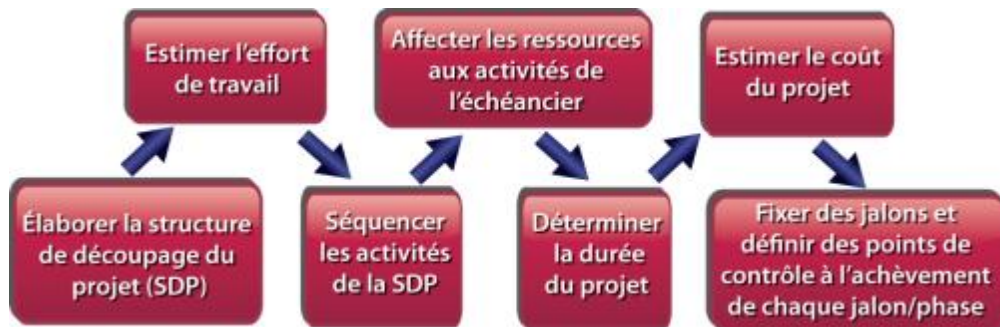 Élaborer la structure
de découpage du
projet (SDP)
Estimer l'effort
de travail
Séquencer
les activités
de la SDP
Affecter les ressources
aux activités de
l'échéancier
Déterminer
la durée
du projet
Estimer le coût
du projet
Fixer des jalons et
définir des points de
contrôle à l'achèvement
de chaque jalon/phase